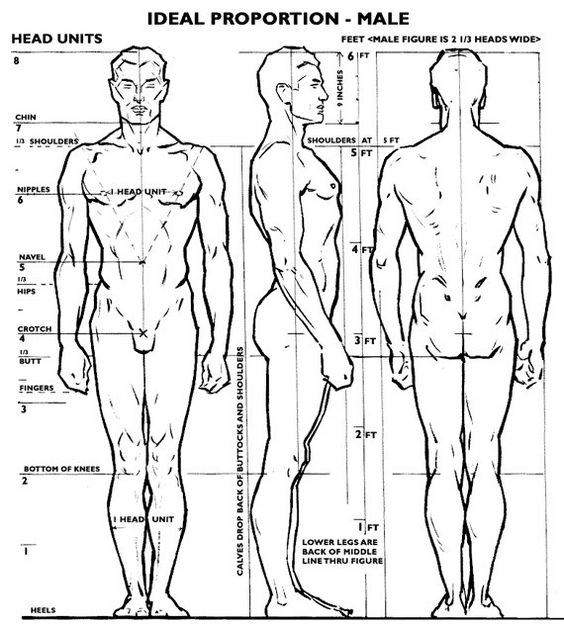 IDEAL PROPORTION - MALE
HEAD UNITS
FEET <MALE FIGURE IS 2 1/3 HEADS WIDE>
8
6 FT
9 INCHES
CHIN
7
1/3 SHOULDERS
SHOULDERS AT 5 FT
5 FT
NIPPLES
6
1 HEAD UNIT
4 FT
NAVEL
5
1/3
HIPS
CROTCH
4
3 FT
1/3
BUTT
FINGERS
3
2 FT
BOTTOM OF KNEES
2
1 HEAD UNIT
1 FT
CALVES DROP BACK OF BUTTOCKS AND SHOULDERS
LOWER LEGS ARE
BACK OF MIDDLE
LINE THRU FIGURE
1
HEELS